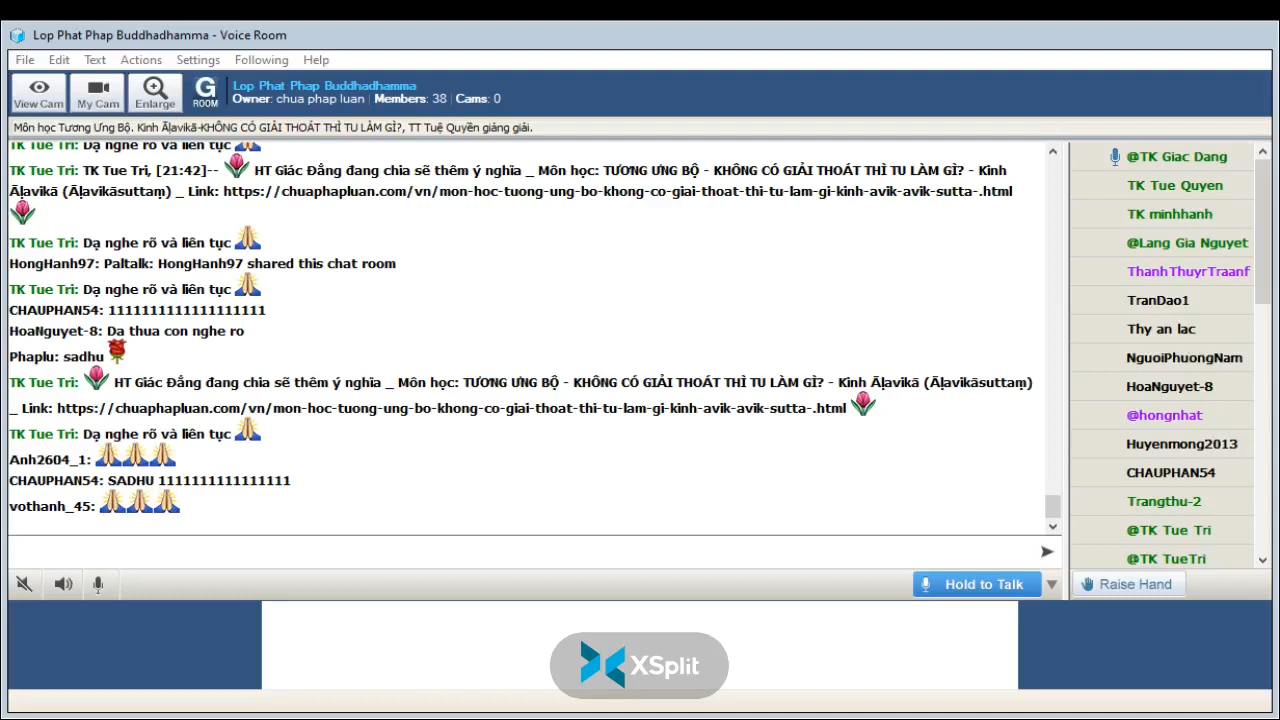 Lop Phat Phap Buddhadhamma - Voice Room
File Edit Text Actions Settings Following Help
View Cam My Cam Enlarge G ROOM
Lop Phat Phap Buddhadhamma
Owner: chua phap luan | Members: 38 | Cams: 0
Môn học Tương Ưng Bộ. Kinh Āḷavikā-KHÔNG CÓ GIẢI THOÁT THÌ TU LÀM GÌ?, TT Tuệ Quyền giảng giải.
TK Tue Tri: Dạ nghe rõ và liên tục
TK Tue Tri: TK Tue Tri, [21:42]-- HT Giác Đẳng đang chia sẽ thêm ý nghĩa _ Môn học: TƯƠNG ƯNG BỘ - KHÔNG CÓ GIẢI THOÁT THÌ TU LÀM GÌ? - Kinh
Āḷavikā (Āḷavikāsuttaṃ) _ Link: https://chuaphapluan.com/vn/mon-hoc-tuong-ung-bo-khong-co-giai-thoat-thi-tu-lam-gi-kinh-avik-avik-sutta-.html
TK Tue Tri: Dạ nghe rõ và liên tục
HongHanh97: Paltalk: HongHanh97 shared this chat room
TK Tue Tri: Dạ nghe rõ và liên tục
CHAUPHAN54: 1111111111111111111
HoaNguyet-8: Da thua con nghe ro
Phaplu: sadhu
TK Tue Tri: HT Giác Đẳng đang chia sẽ thêm ý nghĩa _ Môn học: TƯƠNG ƯNG BỘ - KHÔNG CÓ GIẢI THOÁT THÌ TU LÀM GÌ? - Kinh Āḷavikā (Āḷavikāsuttaṃ)
_ Link: https://chuaphapluan.com/vn/mon-hoc-tuong-ung-bo-khong-co-giai-thoat-thi-tu-lam-gi-kinh-avik-avik-sutta-.html
TK Tue Tri: Dạ nghe rõ và liên tục
Anh2604_1:
CHAUPHAN54: SADHU 1111111111111111
vothanh_45:
@TK Giac Dang
TK Tue Quyen
TK minhhanh
@Lang Gia Nguyet
ThanhThuyrTraanf
TranDao1
Thy an lac
NguoiPhuongNam
HoaNguyet-8
@hongnhat
Huyenmong2013
CHAUPHAN54
Trangthu-2
@TK Tue Tri
@TK TueTri
Hold to Talk
Raise Hand
XSplit